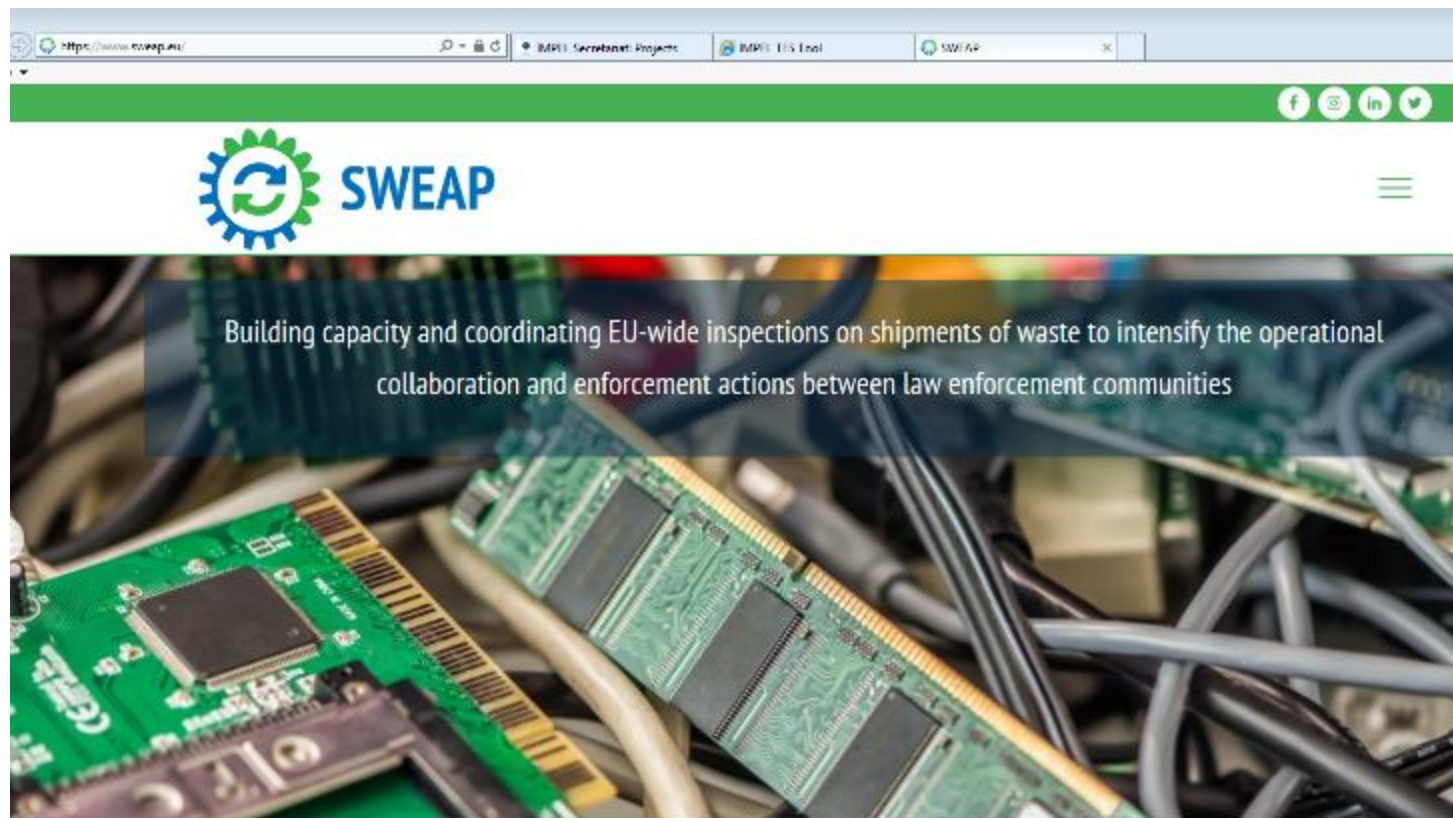 https://www.sweap.eu/
IMPEL Secretariat: Projects
IMPEL TFS Tool
SWEAP
SWEAP
Building capacity and coordinating EU-wide inspections on shipments of waste to intensify the operational
collaboration and enforcement actions between law enforcement communities